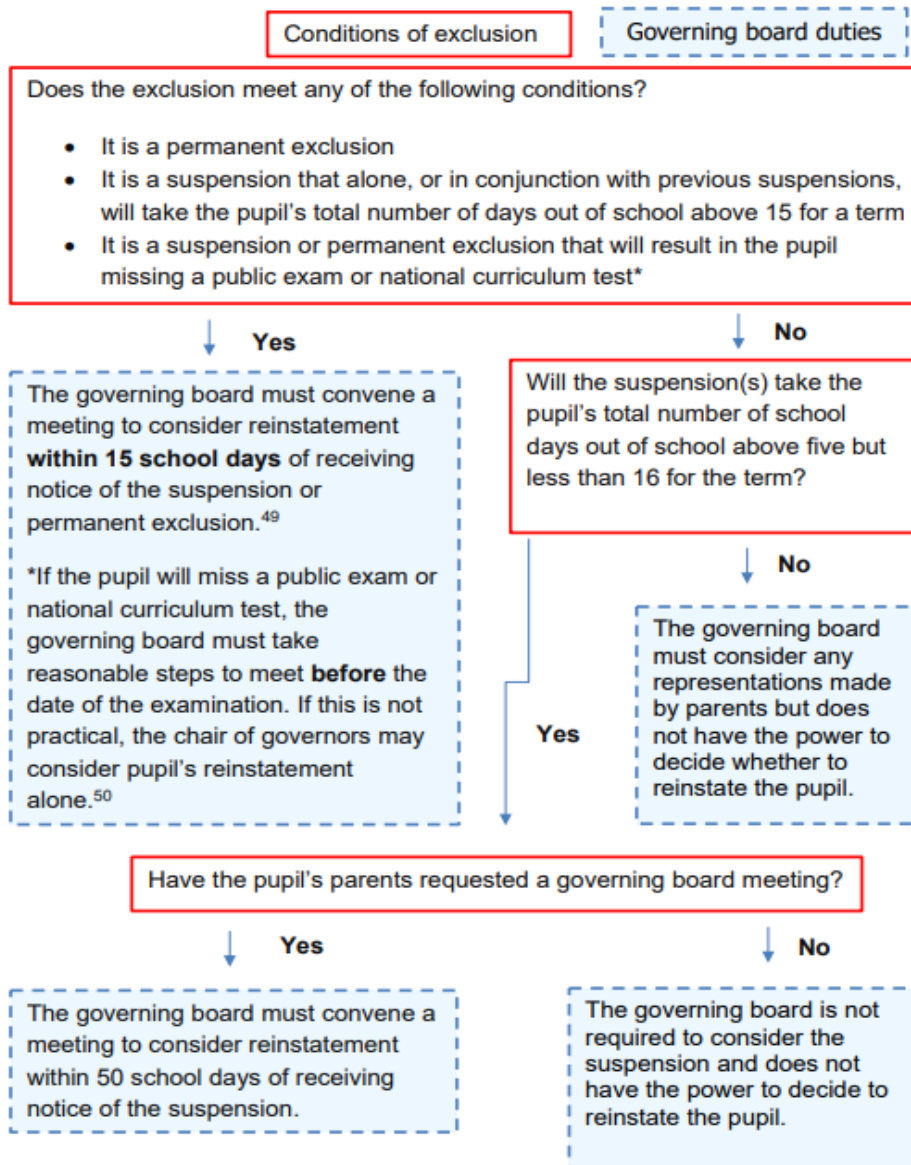 Conditions of exclusion
Governing board duties
Does the exclusion meet any of the following conditions?
• It is a permanent exclusion
• It is a suspension that alone, or in conjunction with previous suspensions,
will take the pupil's total number of days out of school above 15 for a term
• It is a suspension or permanent exclusion that will result in the pupil
missing a public exam or national curriculum test*
Yes
No
The governing board must convene a
meeting to consider reinstatement
within 15 school days of receiving
notice of the suspension or
permanent exclusion.49
*If the pupil will miss a public exam or
national curriculum test, the
governing board must take
reasonable steps to meet before the
date of the examination. If this is not
practical, the chair of governors may
consider pupil's reinstatement
alone.50
Will the suspension(s) take the
pupil's total number of school
days out of school above five but
less than 16 for the term?
No
The governing board
must consider any
representations made
by parents but does
not have the power to
decide whether to
reinstate the pupil.
Yes
Have the pupil's parents requested a governing board meeting?
Yes
No
The governing board must convene a
meeting to consider reinstatement
within 50 school days of receiving
notice of the suspension.
The governing board is not
required to consider the
suspension and does not
have the power to decide to
reinstate the pupil.